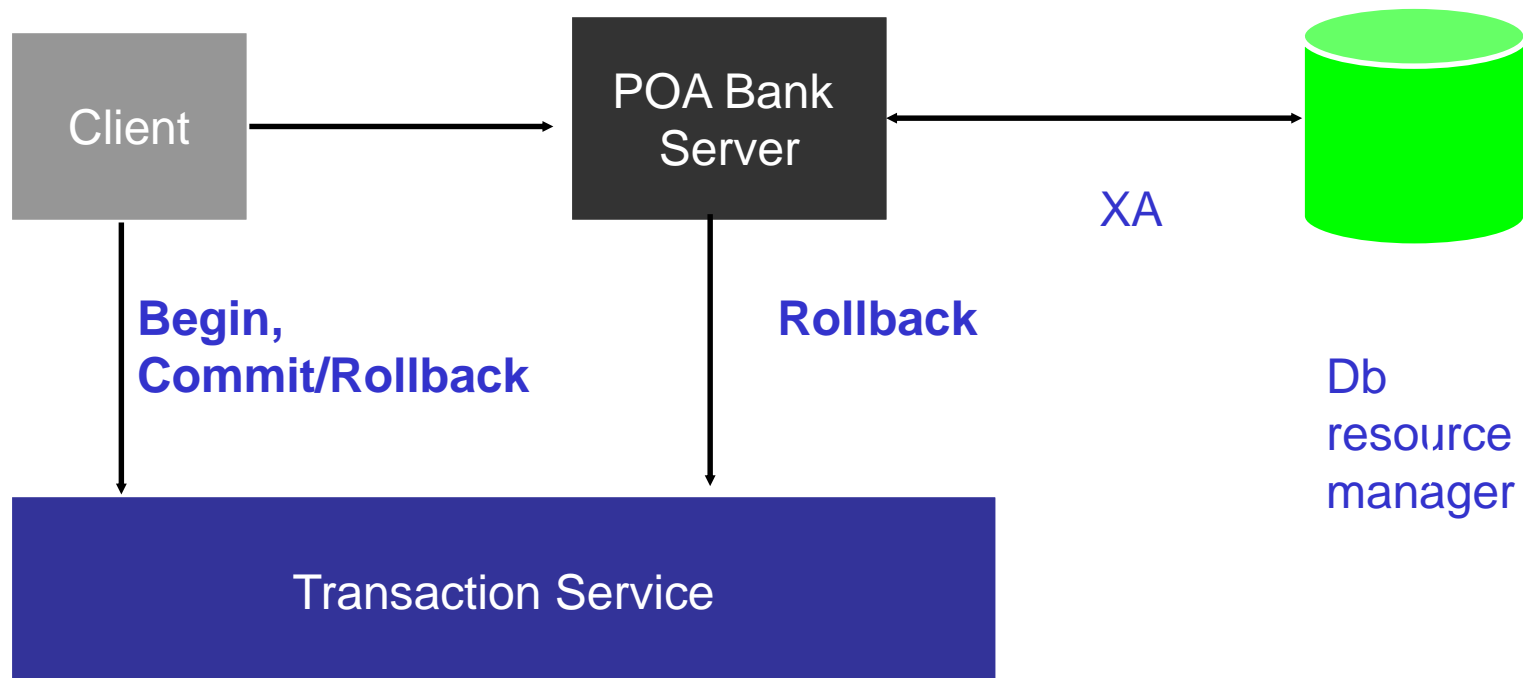 Client
POA Bank
Server
XA
Begin,
Commit/Rollback
Rollback
Db
resource
manager
Transaction Service